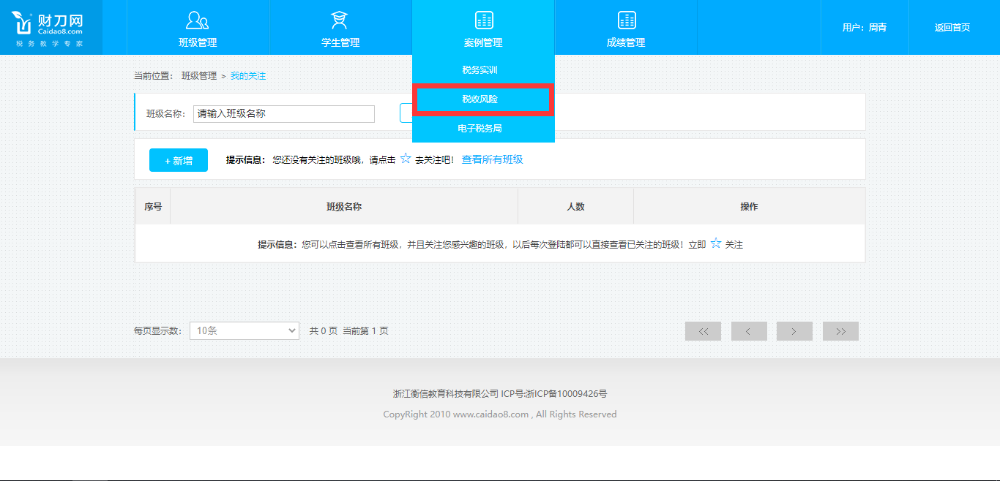 财刀网
Caidao8.com
税 务 教 学 专 家
班级管理
学生管理
案例管理
成绩管理
用户：周青
返回首页
税务实训
税收风险
电子税务局
当前位置： 班级管理 > 我的关注
班级名称： 请输入班级名称
+ 新增 提示信息： 您还没有关注的班级哦，请点击 ☆ 去关注吧！ 查看所有班级
序号 班级名称 人数 操作
提示信息：您可以点击查看所有班级，并且关注您感兴趣的班级，以后每次登陆都可以直接查看已关注的班级！立即 ☆ 关注
每页显示数： 10条 共 0 页 当前第 1 页 << < > >>
浙江衡信教育科技有限公司 ICP号:浙ICP备10009426号
CopyRight 2010 www.caidao8.com , All Rights Reserved